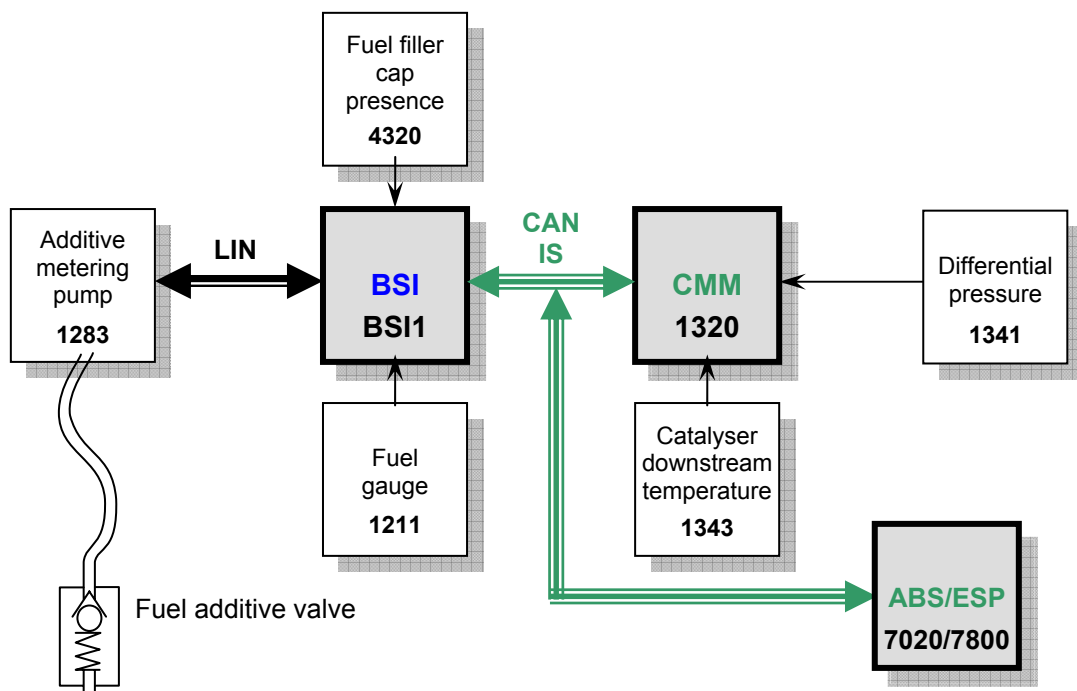 Fuel filler
cap
presence
4320
Additive
metering
pump
1283
LIN
BSI
BSI1
CAN
IS
CMM
1320
Differential
pressure
1341
Fuel
gauge
1211
Catalyser
downstream
temperature
1343
Fuel additive valve
ABS/ESP
7020/7800